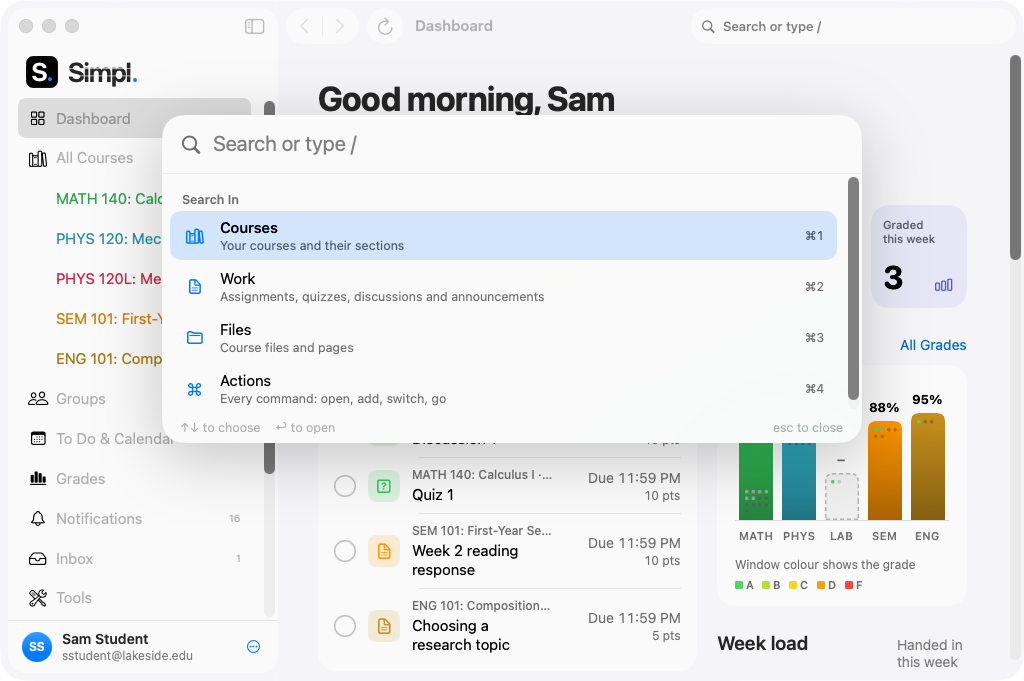 Dashboard
Search or type /
S.
Simpl.
Good morning, Sam
Dashboard
All Courses
MATH 140: Calc
PHYS 120: Mec
PHYS 120L: Me
SEM 101: First-Y
ENG 101: Comp
Groups
To Do & Calendar
Grades
Notifications
16
Inbox
1
Tools
SS
Sam Student
sstudent@lakeside.edu
Search or type /
Search In
Courses
Your courses and their sections
⌘1
Work
Assignments, quizzes, discussions and announcements
⌘2
Files
Course files and pages
⌘3
Actions
Every command: open, add, switch, go
⌘4
↑↓ to choose
↩ to open
esc to close
Graded
this week
3
All Grades
MATH 140: Calculus I ·...
Quiz 1
Due 11:59 PM
10 pts
SEM 101: First-Year Se...
Week 2 reading
response
Due 11:59 PM
10 pts
ENG 101: Composition...
Choosing a
research topic
Due 11:59 PM
5 pts
88%
95%
–
MATH
PHYS
LAB
SEM
ENG
Window colour shows the grade
A
B
C
D
F
Week load
Handed in
this week